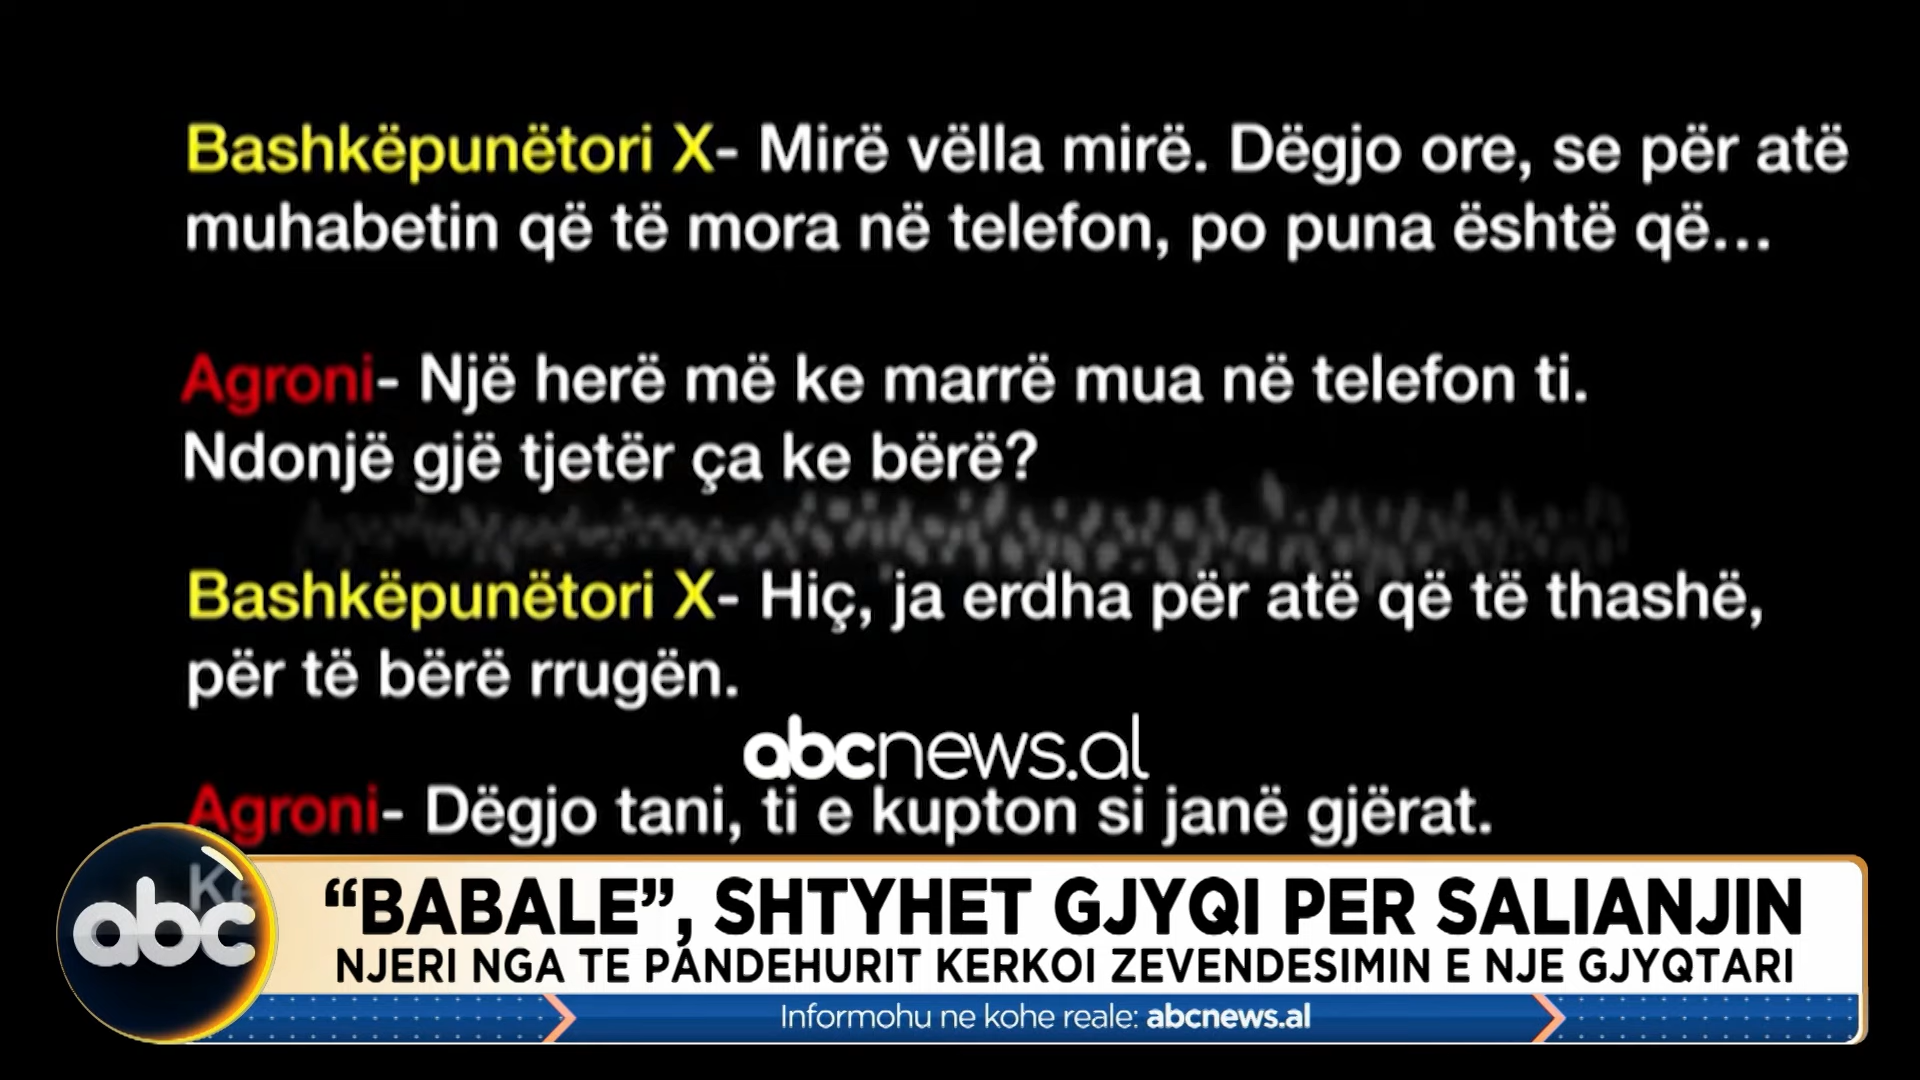 Bashkëpunëtori X- Mirë vëlla mirë. Dëgjo ore, se për atë
muhabetin që të mora në telefon, po puna është që...
Agroni- Një herë më ke marrë mua në telefon ti.
Ndonjë gjë tjetër ça ke bërë?
Bashkëpunëtori X- Hiç, ja erdha për atë që të thashë,
për të bërë rrugën.
abcnews.al
Agroni- Dëgjo tani, ti e kupton si janë gjërat.
abc
“BABALE”, SHTYHET GJYQI PER SALIANJIN
NJERI NGA TE PANDEHURIT KERKOI ZEVENDESIMIN E NJE GJYQTARI
Informohu ne kohe reale: abcnews.al